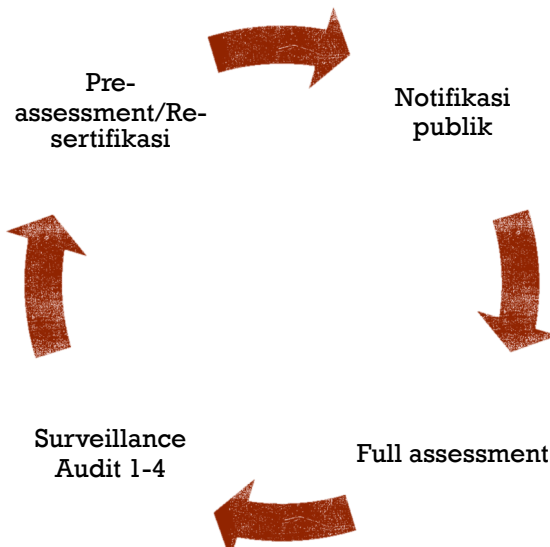 Pre-
assessment/Re-
sertifikasi
Notifikasi
publik
Surveillance
Audit 1-4
Full assessment